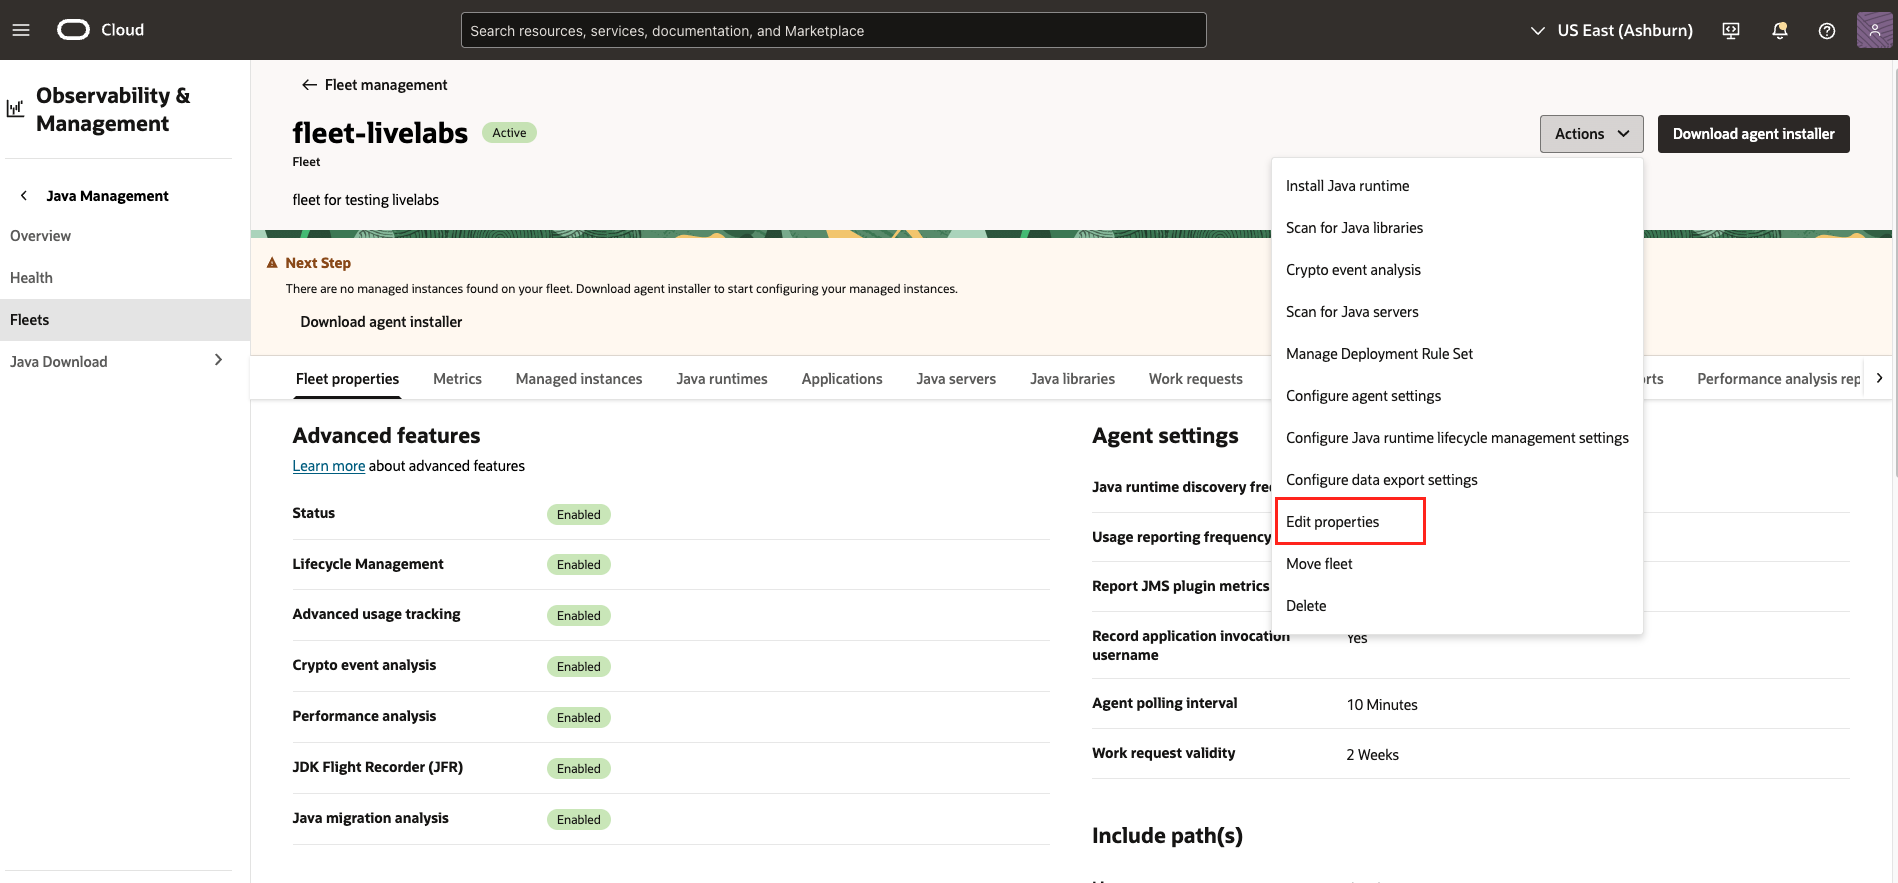 Cloud
Search resources, services, documentation, and Marketplace
US East (Ashburn)
Observability & Management
Java Management
Overview
Health
Fleets
Java Download
Fleet management
fleet-livelabs
Active
Fleet
fleet for testing livelabs
Actions
Download agent installer
Next Step
There are no managed instances found on your fleet. Download agent installer to start configuring your managed instances.
Download agent installer
Install Java runtime
Scan for Java libraries
Crypto event analysis
Scan for Java servers
Manage Deployment Rule Set
Configure agent settings
Configure Java runtime lifecycle management settings
Configure data export settings
Edit properties
Move fleet
Delete
Fleet properties
Metrics
Managed instances
Java runtimes
Applications
Java servers
Java libraries
Work requests
orts
Performance analysis rep
Advanced features
Learn more about advanced features
Status Enabled
Lifecycle Management Enabled
Advanced usage tracking Enabled
Crypto event analysis Enabled
Performance analysis Enabled
JDK Flight Recorder (JFR) Enabled
Java migration analysis Enabled
Agent settings
Java runtime discovery fre
Usage reporting frequency
Report JMS plugin metrics
Record application invocation username Yes
Agent polling interval 10 Minutes
Work request validity 2 Weeks
Include path(s)